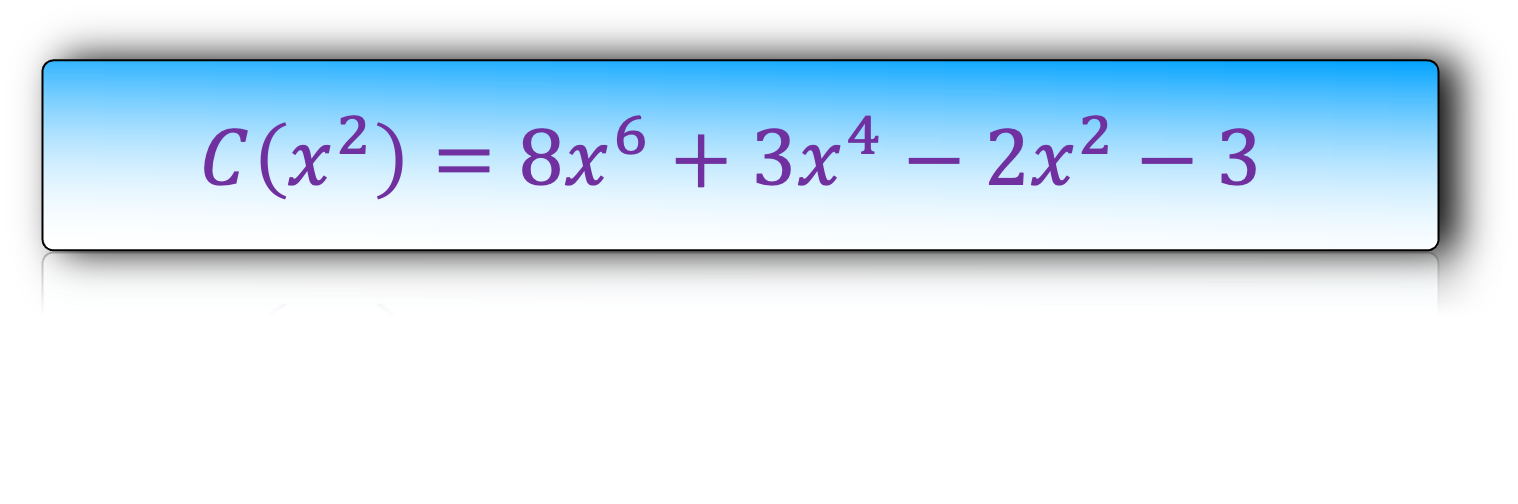 C(x²) = 8x⁶ + 3x⁴ − 2x² − 3